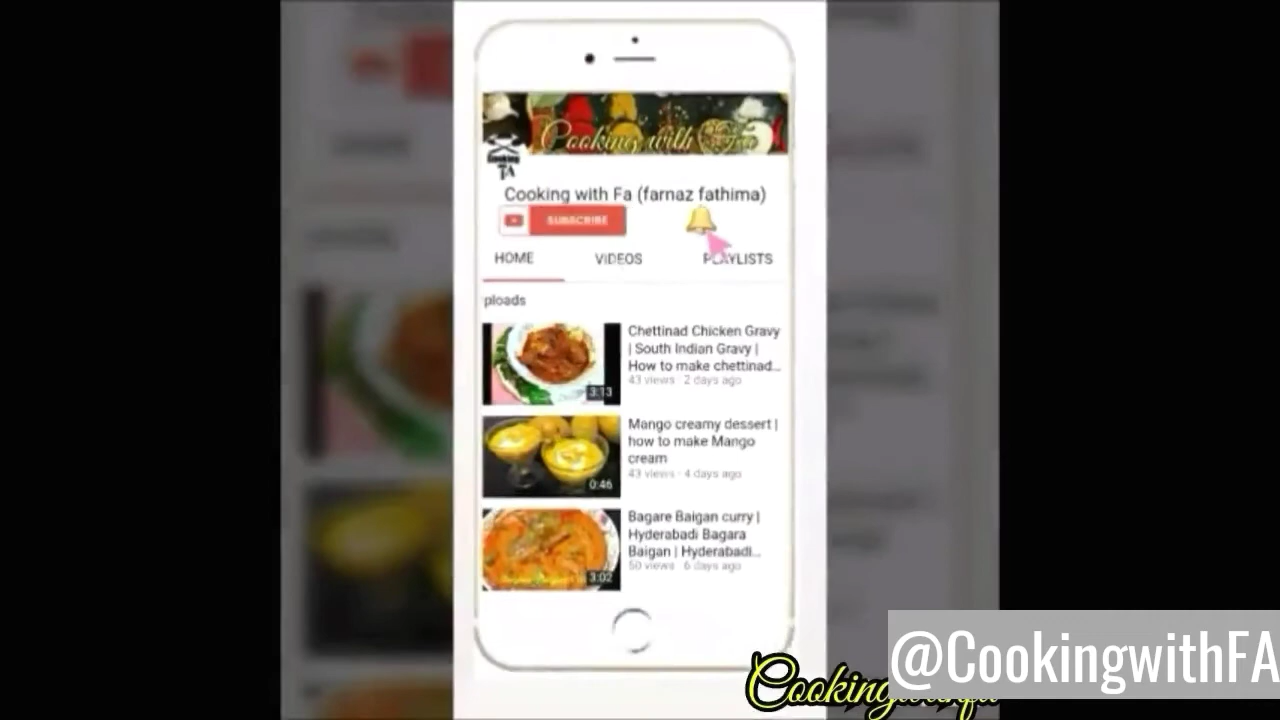 Cooking with Fa
Cooking
FA
Cooking with Fa (farnaz fathima)
SUBSCRIBE
HOME VIDEOS PLAYLISTS
ploads
Chettinad Chicken Gravy
| South Indian Gravy |
How to make chettinad...
43 views · 2 days ago
3:13
Mango creamy dessert |
how to make Mango
cream
43 views · 4 days ago
0:46
Bagare Baigan curry |
Hyderabadi Bagara
Baigan | Hyderabadi...
50 views · 6 days ago
3:02
@CookingwithFA
Cookingwithfa